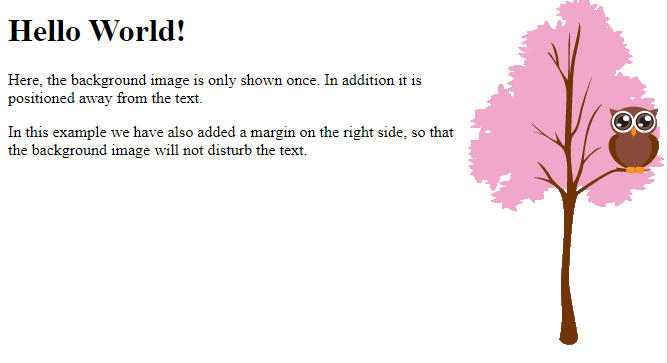 Hello World!
Here, the background image is only shown once. In addition it is
positioned away from the text.
In this example we have also added a margin on the right side, so that
the background image will not disturb the text.